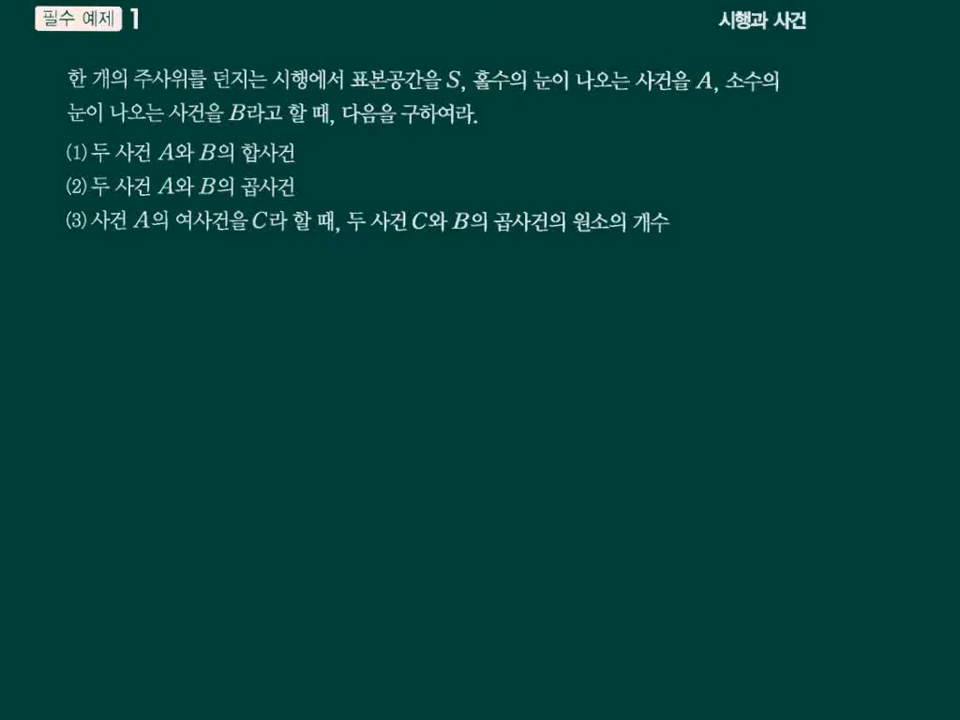 필수 예제 1
시행과 사건
한 개의 주사위를 던지는 시행에서 표본공간을 S, 홀수의 눈이 나오는 사건을 A, 소수의
눈이 나오는 사건을 B라고 할 때, 다음을 구하여라.
(1) 두 사건 A와 B의 합사건
(2) 두 사건 A와 B의 곱사건
(3) 사건 A의 여사건을 C라 할 때, 두 사건 C와 B의 곱사건의 원소의 개수